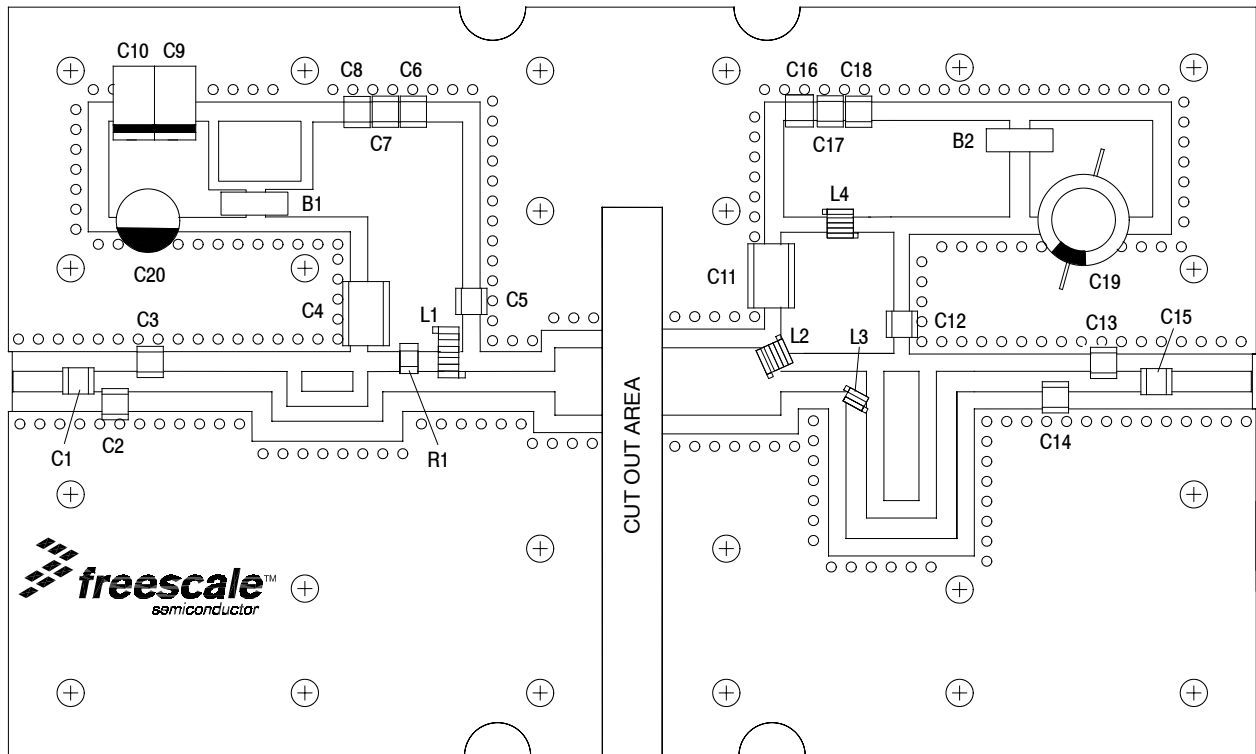 C10 C9
C8 C6
C7
B1
C20
C4
C5
L1
C3
C1
C2
R1
CUT OUT AREA
C16 C18
C17
B2
L4
C11
C19
L2
L3
C12
C13
C15
C14
freescale™
semiconductor